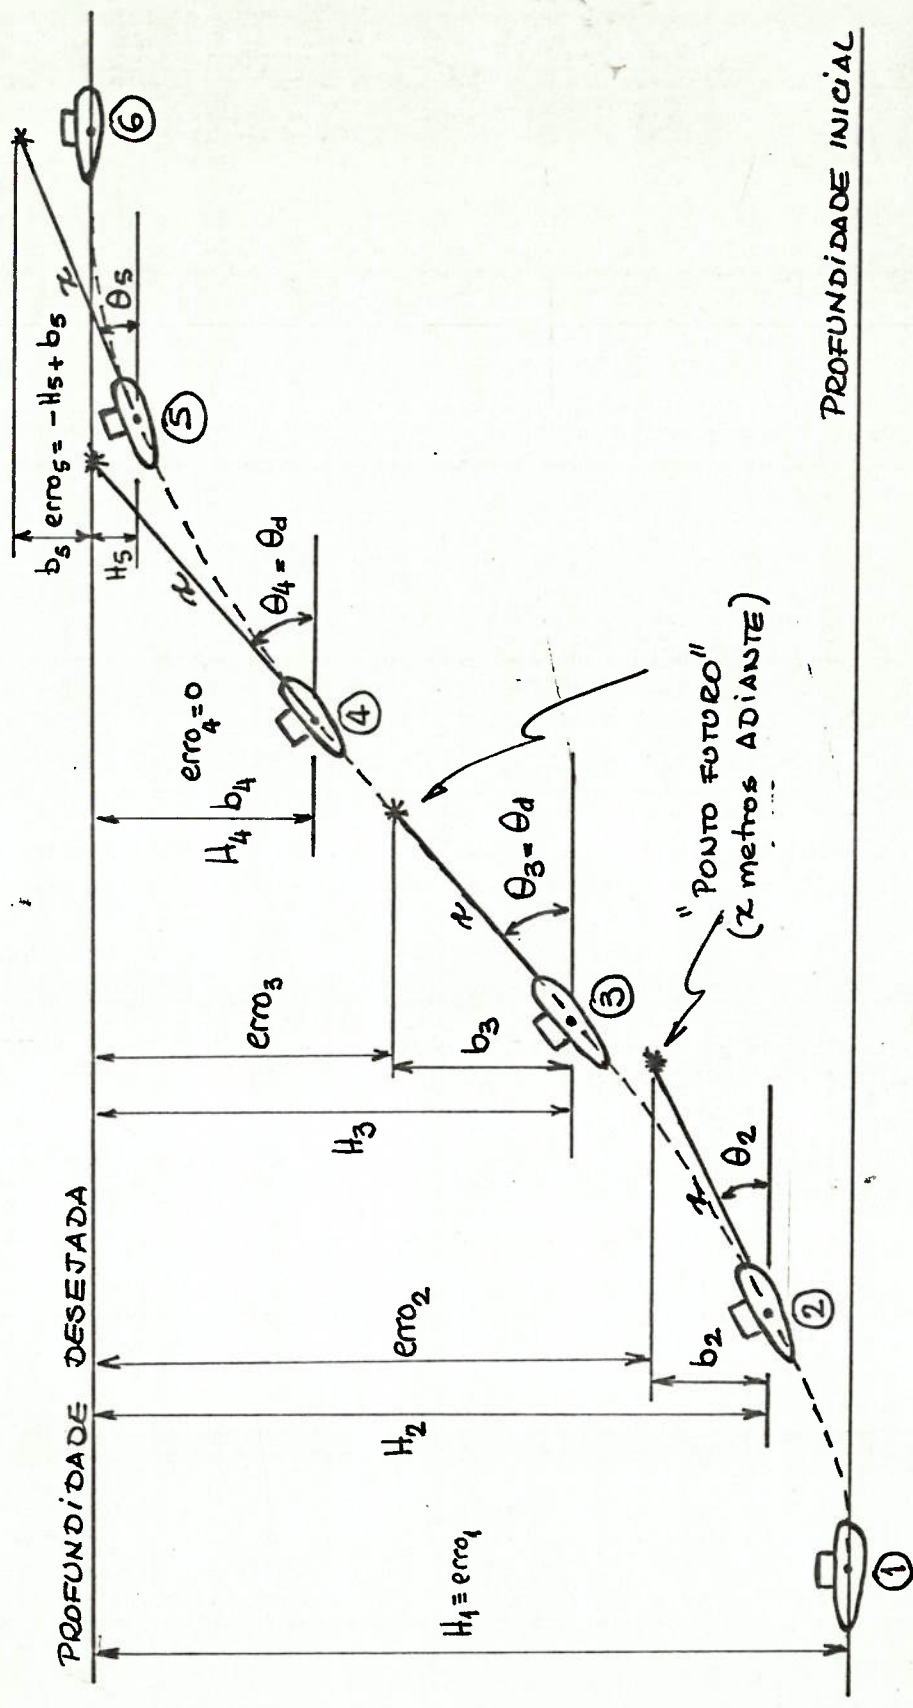 PROFUNDIDADE DESEJADA
H1 ≡ erro1
①
H2
erro2
b2
②
x
θ2
H3
erro3
b3
③
x
θ3 = θd
"PONTO FUTURO"
(x metros ADIANTE)
H4 b4
erro4 = 0
④
x
θ4 = θd
b5 erro5 = -H5 + b5
H5
⑤
x
θ5
⑥
PROFUNDIDADE INICIAL